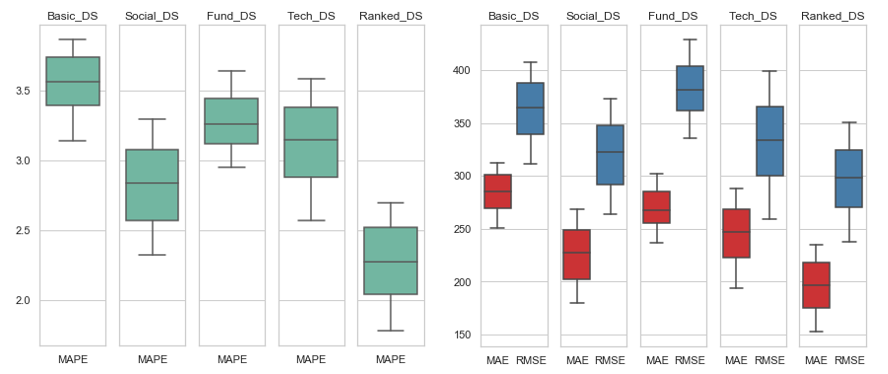 Basic_DS Social_DS Fund_DS Tech_DS Ranked_DS
3.5
3.0
2.5
2.0
MAPE MAPE MAPE MAPE MAPE
Basic_DS Social_DS Fund_DS Tech_DS Ranked_DS
400
350
300
250
200
150
MAE RMSE MAE RMSE MAE RMSE MAE RMSE MAE RMSE